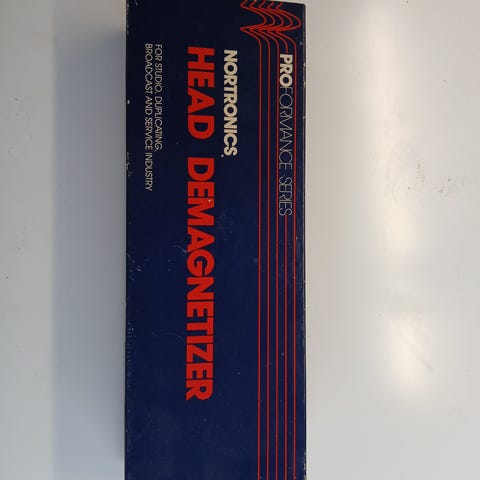 PROFORMANCE SERIES
NORTRONICS.
HEAD DEMAGNETIZER
FOR STUDIO, DUPLICATING,
BROADCAST AND SERVICE INDUSTRY